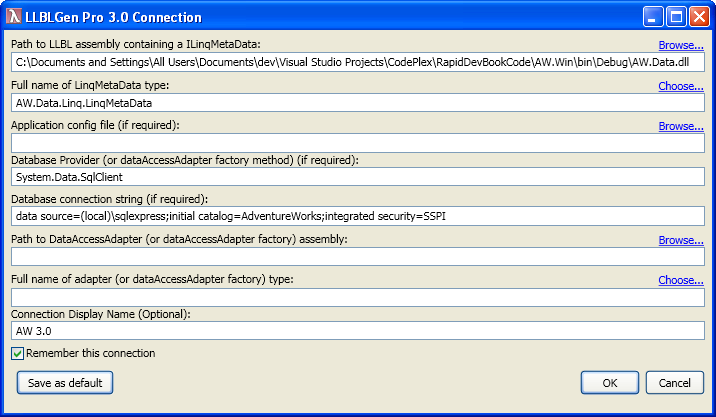 LLBLGen Pro 3.0 Connection
Path to LLBL assembly containing a ILinqMetaData: Browse...
C:\Documents and Settings\All Users\Documents\dev\Visual Studio Projects\CodePlex\RapidDevBookCode\AW.Win\bin\Debug\AW.Data.dll
Full name of LinqMetaData type: Choose...
AW.Data.Linq.LinqMetaData
Application config file (if required): Browse...
Database Provider (or dataAccessAdapter factory method) (if required):
System.Data.SqlClient
Database connection string (if required):
data source=(local)\sqlexpress;initial catalog=AdventureWorks;integrated security=SSPI
Path to DataAccessAdapter (or dataAccessAdapter factory) assembly: Browse...
Full name of adapter (or dataAccessAdapter factory) type: Choose...
Connection Display Name (Optional):
AW 3.0
Remember this connection
Save as default OK Cancel